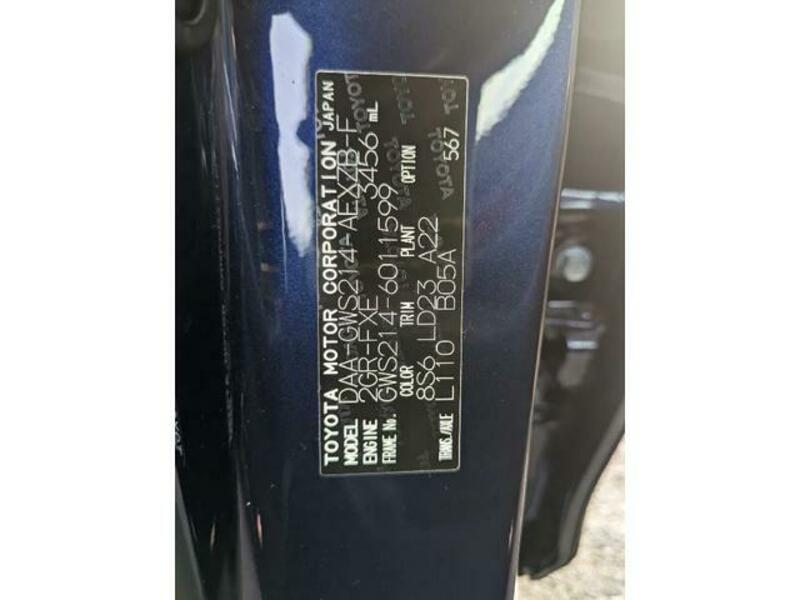 TOYOTA MOTOR CORPORATION JAPAN
MODEL DAA-GWS214-AEXZB-F
ENGINE 2GR-FXE 3456 mL
FRAME No. GWS214-6011599
COLOR TRIM PLANT OPTION
8S6 LD23 A22 567
TRANS./AXLE L110 B05A